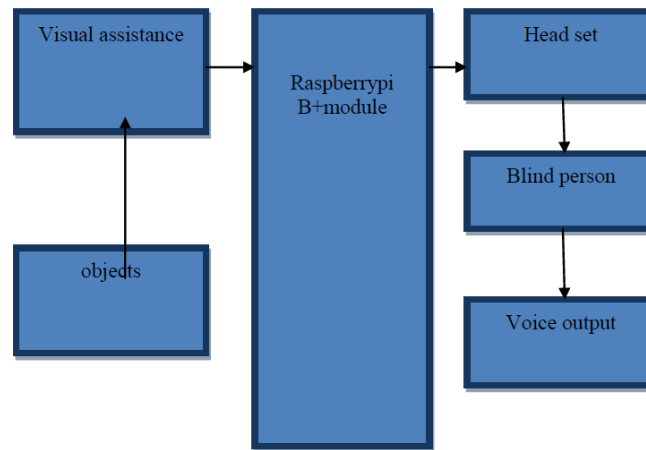 Visual assistance
Raspberrypi
B+module
Head set
Blind person
objects
Voice output